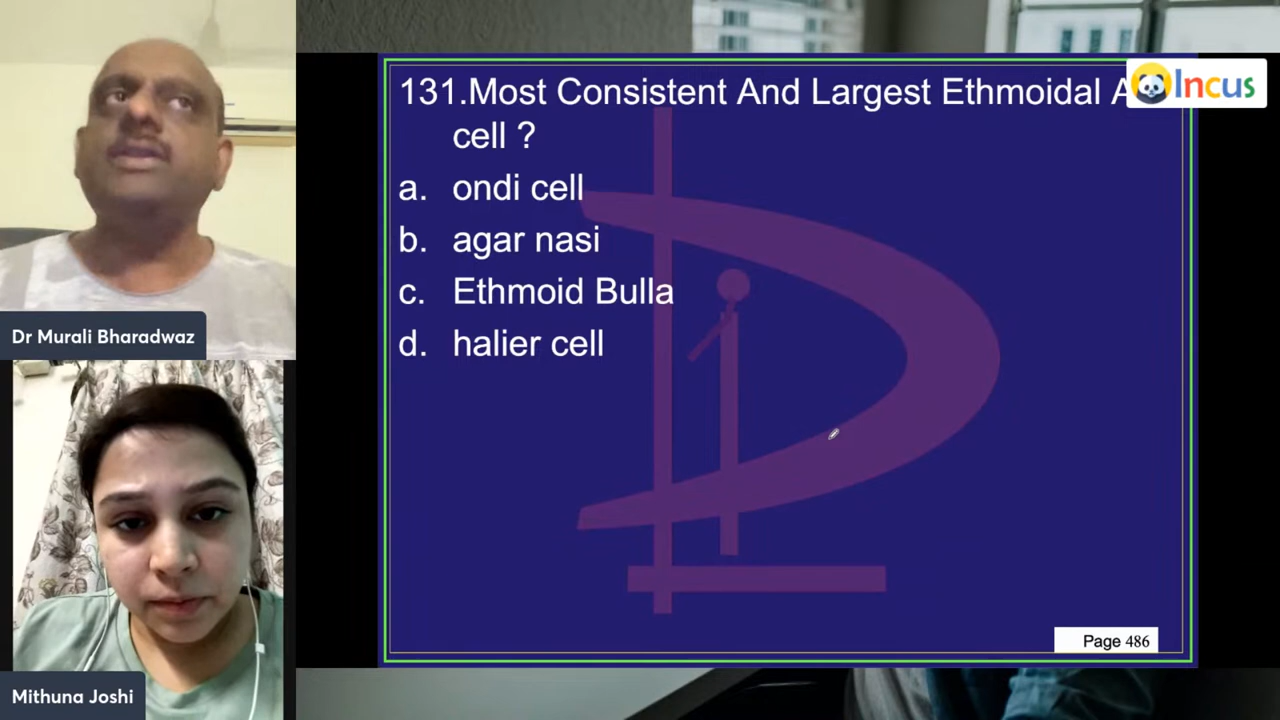 Incus
131.Most Consistent And Largest Ethmoidal
cell ?
a. ondi cell
b. agar nasi
c. Ethmoid Bulla
d. halier cell
Page 486
Dr Murali Bharadwaz
Mithuna Joshi